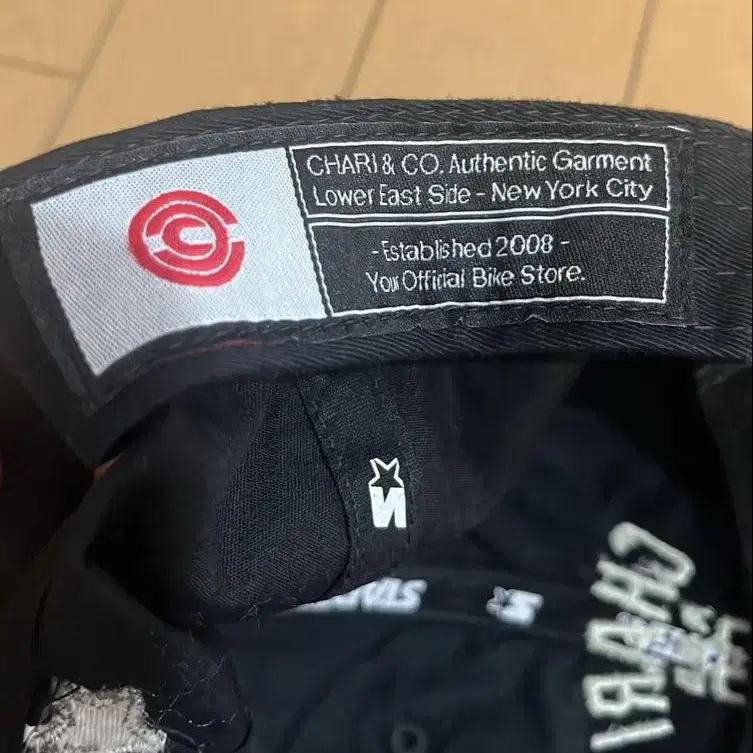 CHARI & CO. Authentic Garment
Lower East Side - New York City
- Established 2008 -
Your Official Bike Store.